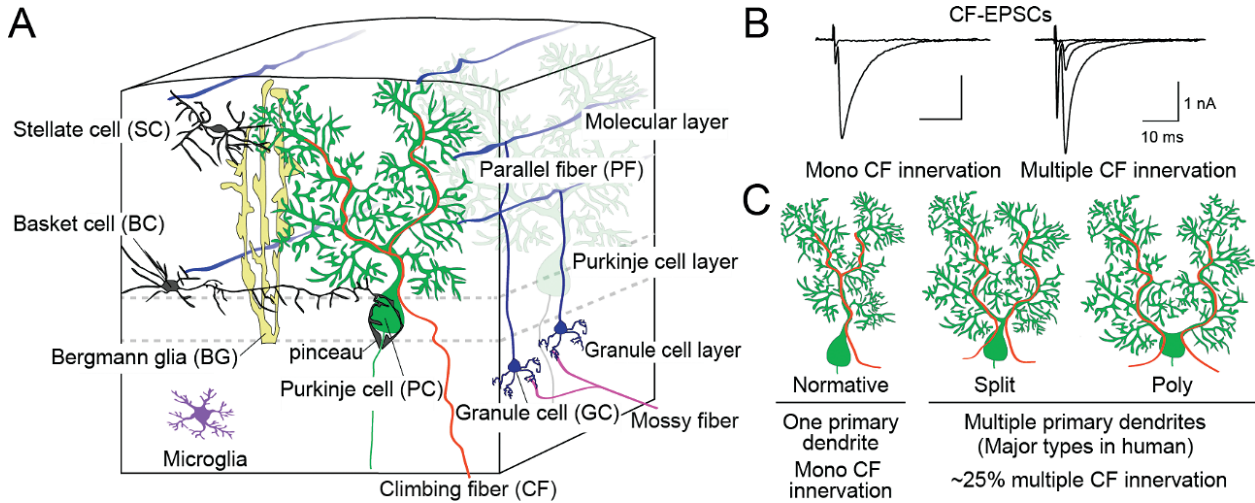 A
Stellate cell (SC)
Basket cell (BC)
Bergmann glia (BG)
Microglia
pinceau
Purkinje cell (PC)
Climbing fiber (CF)
Molecular layer
Parallel fiber (PF)
Purkinje cell layer
Granule cell layer
Granule cell (GC)
Mossy fiber
B
CF-EPSCs
1 nA
10 ms
Mono CF innervation
Multiple CF innervation
C
Normative
Split
Poly
One primary
dendrite
Mono CF
innervation
Multiple primary dendrites
(Major types in human)
~25% multiple CF innervation